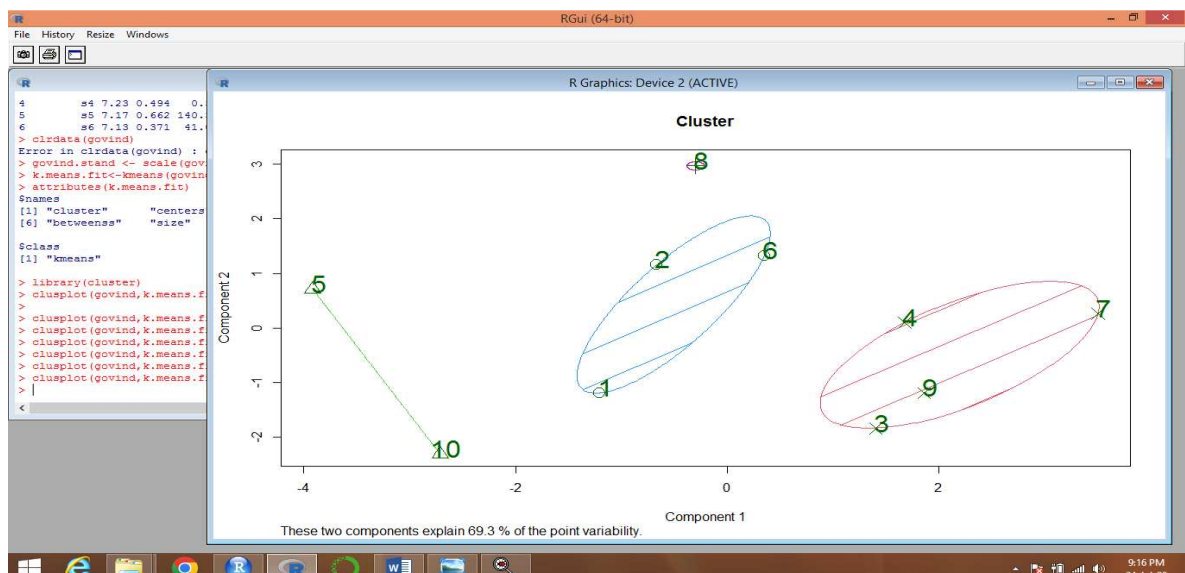 RGui (64-bit)
File History Resize Windows
R Graphics: Device 2 (ACTIVE)
4 s4 7.23 0.494 0.
5 s5 7.17 0.662 140.
6 s6 7.13 0.371 41.
> clrdata(govind)
Error in clrdata(govind) :
> govind.stand <- scale(gov
> k.means.fit<-kmeans(govin
> attributes(k.means.fit)
$names
[1] "cluster" "centers
[6] "betweenss" "size"
$class
[1] "kmeans"
> library(cluster)
> clusplot(govind,k.means.f
>
> clusplot(govind,k.means.f
> clusplot(govind,k.means.f
> clusplot(govind,k.means.f
> clusplot(govind,k.means.f
> clusplot(govind,k.means.f
> clusplot(govind,k.means.f
>
Cluster
Component 2
3
2
1
0
-1
-2
8
2
6
5
4
7
1
9
3
10
-4
-2
0
2
Component 1
These two components explain 69.3 % of the point variability.
9:16 PM